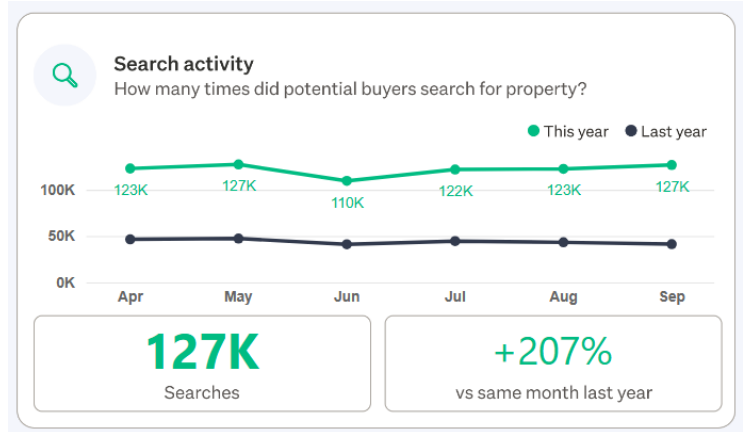 Search activity
How many times did potential buyers search for property?
This year Last year
100K
123K 127K 110K 122K 123K 127K
50K
0K
Apr May Jun Jul Aug Sep
127K +207%
Searches vs same month last year